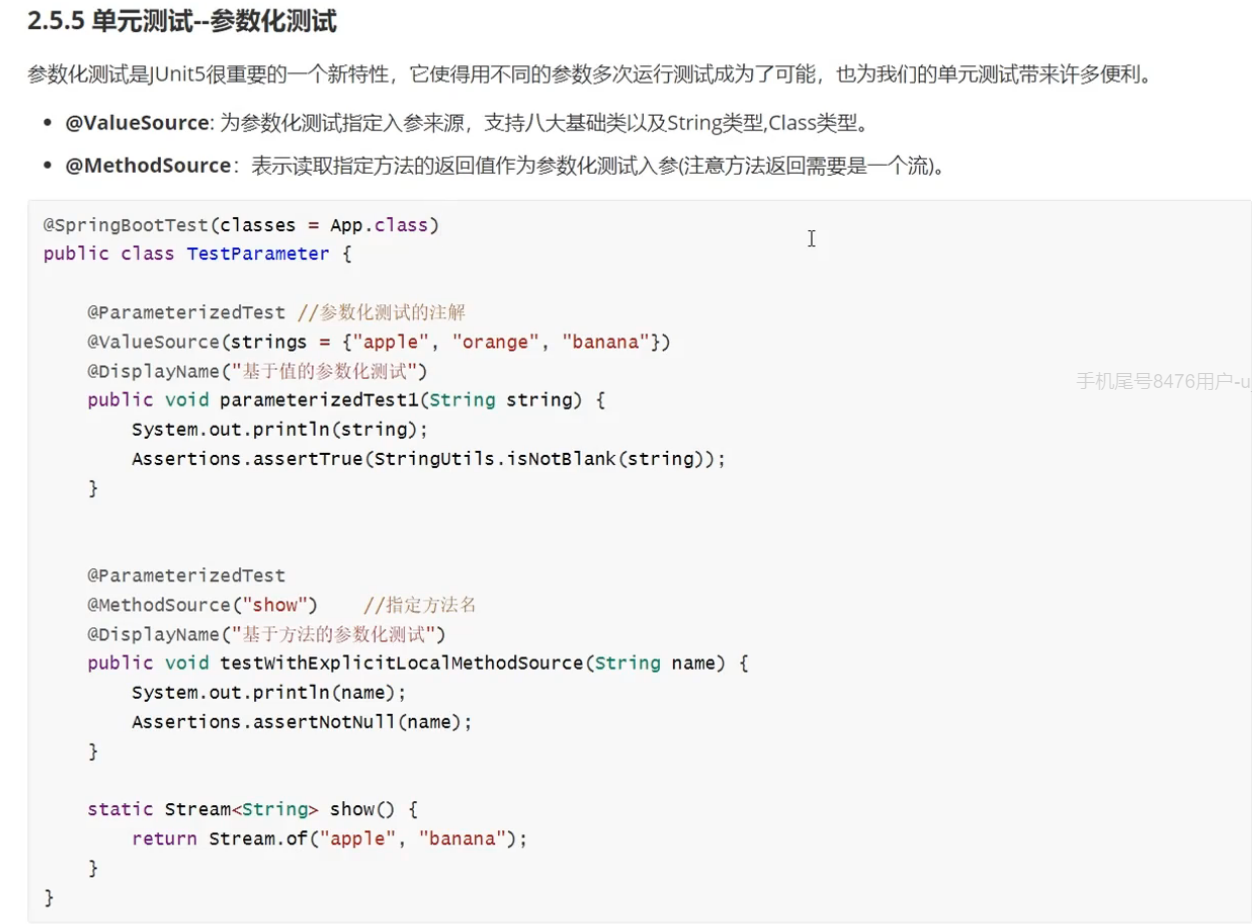 2.5.5 单元测试--参数化测试
参数化测试是JUnit5很重要的一个新特性，它使得用不同的参数多次运行测试成为了可能，也为我们的单元测试带来许多便利。
• @ValueSource: 为参数化测试指定入参来源，支持八大基础类以及String类型,Class类型。
• @MethodSource：表示读取指定方法的返回值作为参数化测试入参(注意方法返回需要是一个流)。
@SpringBootTest(classes = App.class)
public class TestParameter {
    @ParameterizedTest //参数化测试的注解
    @ValueSource(strings = {"apple", "orange", "banana"})
    @DisplayName("基于值的参数化测试")
手机尾号8476用户-u
    public void parameterizedTest1(String string) {
        System.out.println(string);
        Assertions.assertTrue(StringUtils.isNotBlank(string));
    }
    @ParameterizedTest
    @MethodSource("show")    //指定方法名
    @DisplayName("基于方法的参数化测试")
    public void testWithExplicitLocalMethodSource(String name) {
        System.out.println(name);
        Assertions.assertNotNull(name);
    }
    static Stream<String> show() {
        return Stream.of("apple", "banana");
    }
}